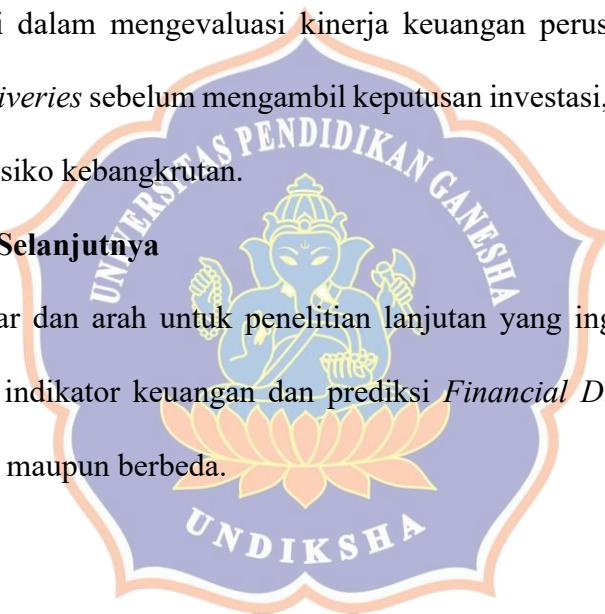 i dalam mengevaluasi kinerja keuangan perus
iveries sebelum mengambil keputusan investasi,
siko kebangkrutan.
Selanjutnya
ar dan arah untuk penelitian lanjutan yang ing
indikator keuangan dan prediksi Financial D
maupun berbeda.
UNIVERSITAS PENDIDIKAN GANESHA
UNDIKSHA